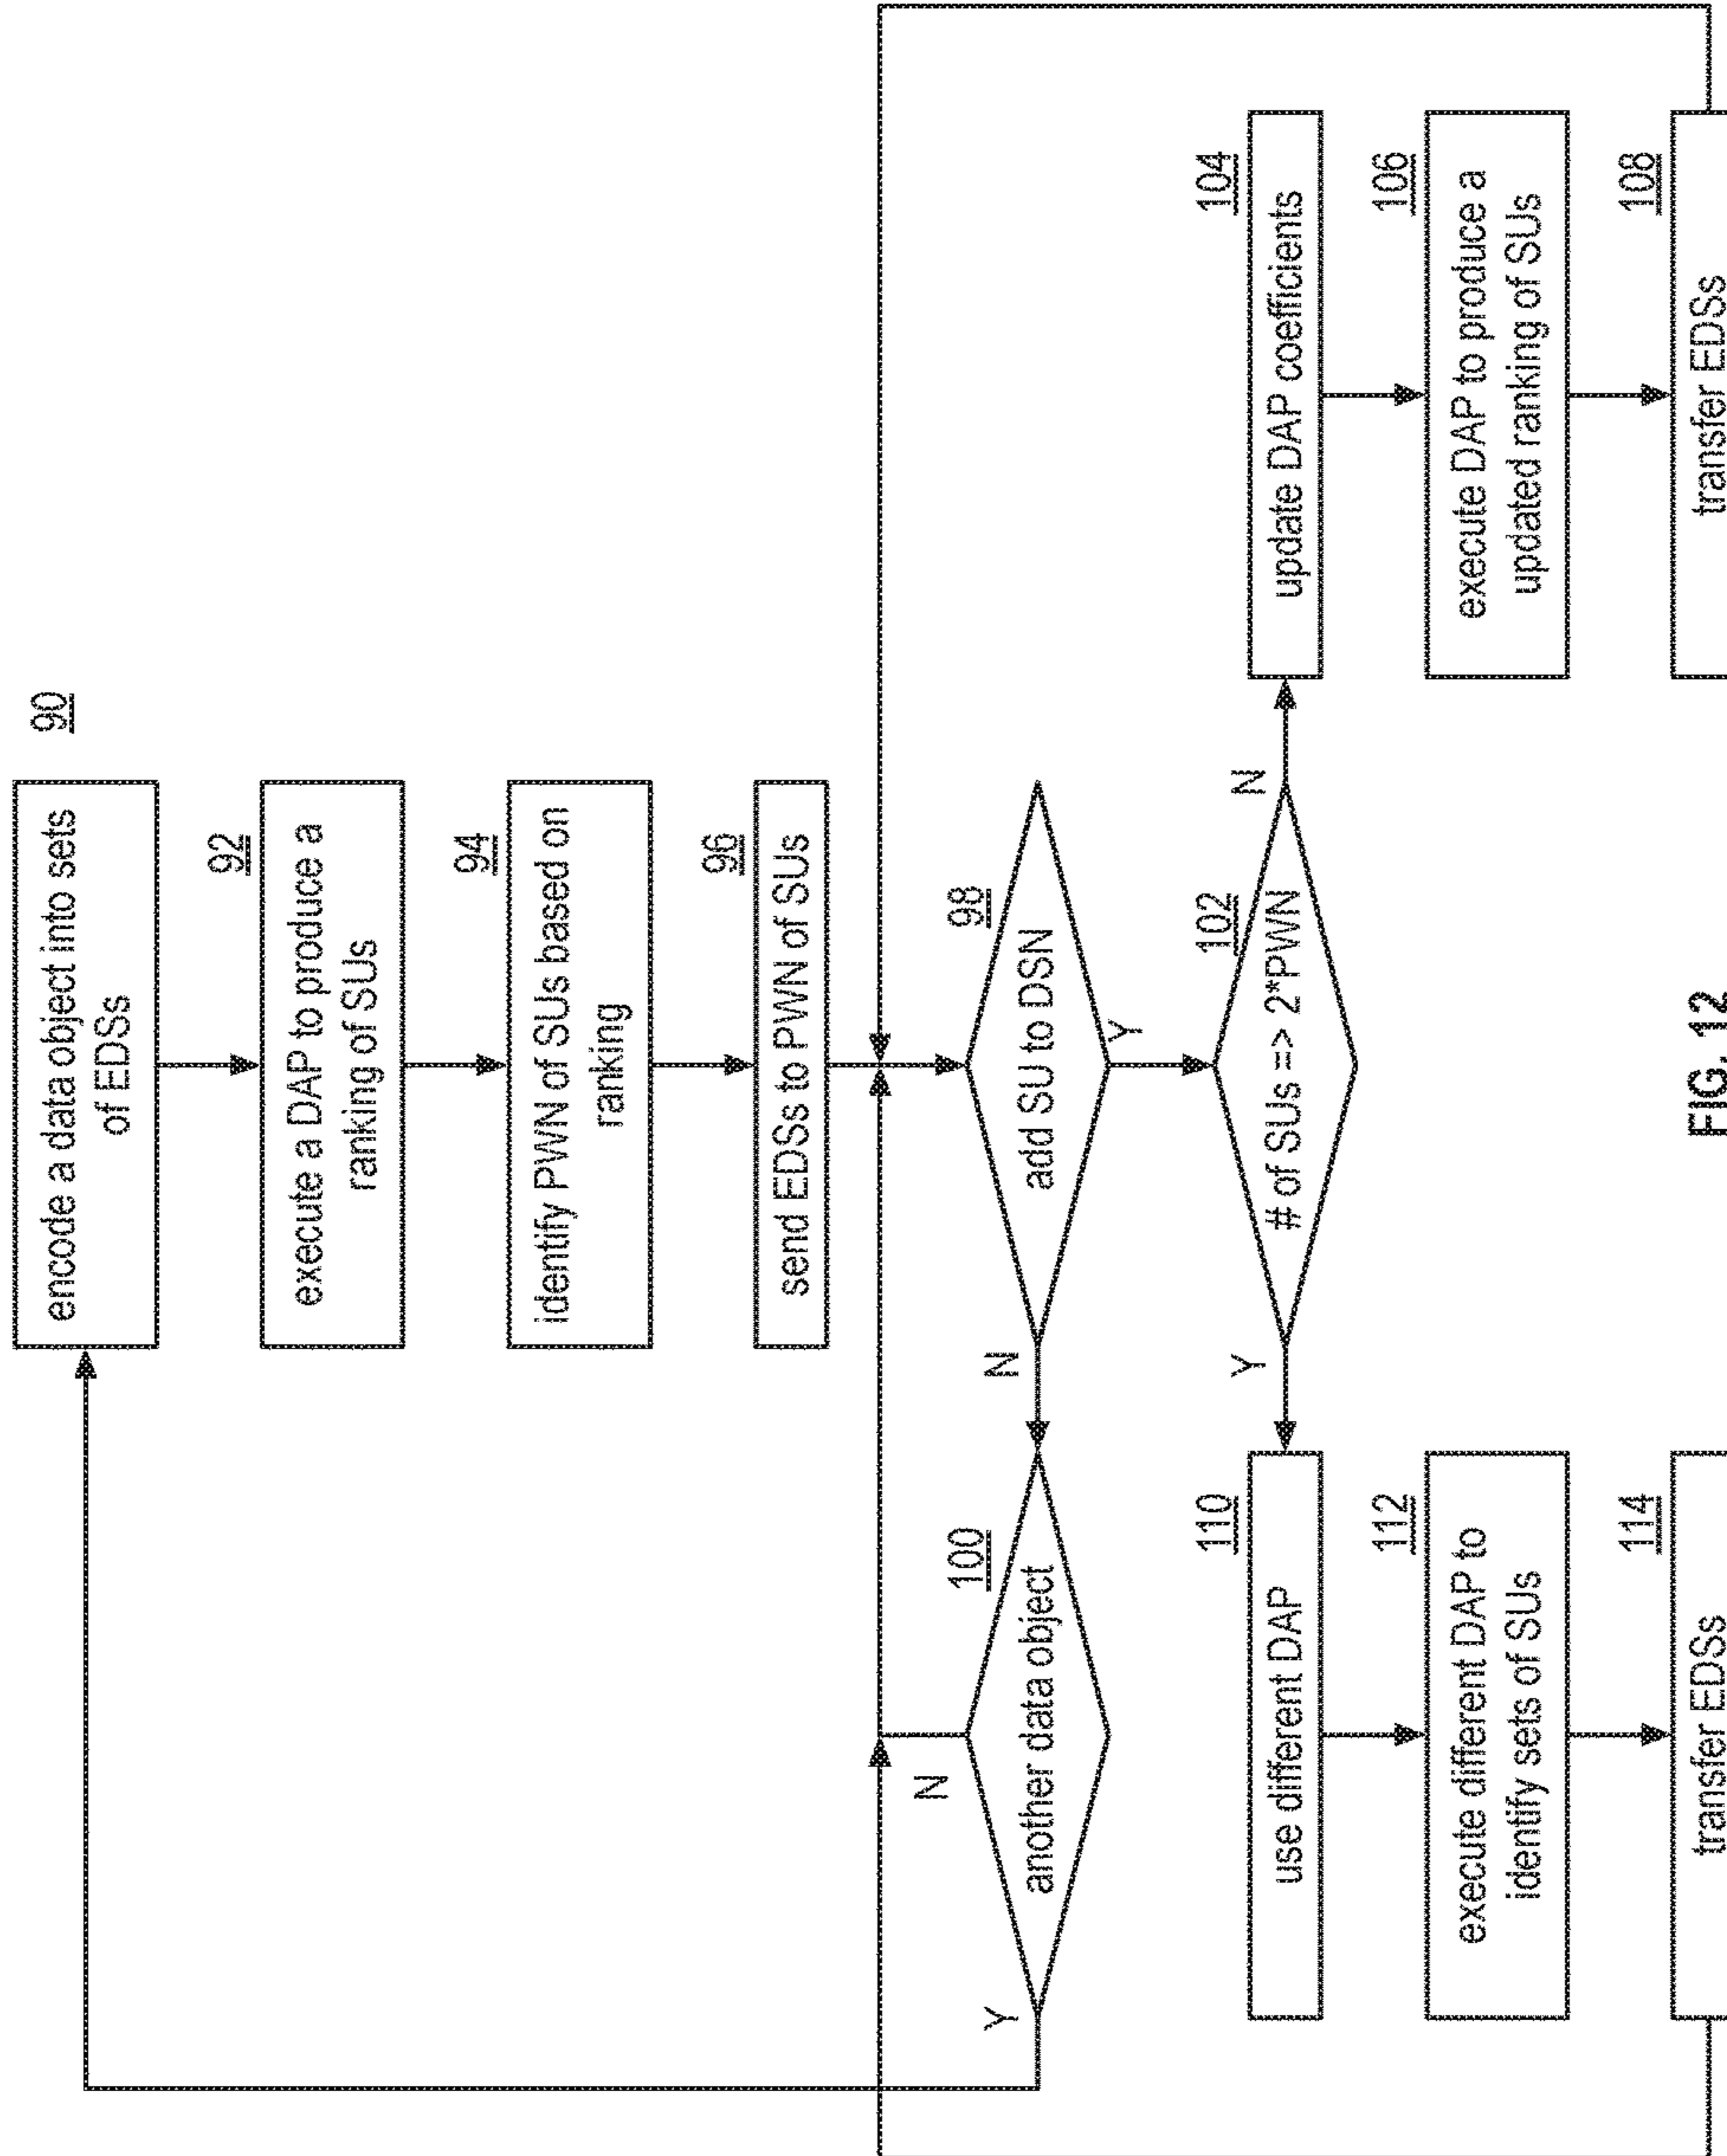 90
encode a data object into sets
of EDSs
92
execute a DAP to produce a
ranking of SUs
94
identify PWN of SUs based on
ranking
96
send EDSs to PWN of SUs
98
add SU to DSN
N
Y
100
another data object
Y
N
102
# of SUs => 2*PWN
Y
N
104
update DAP coefficients
106
execute DAP to produce a
updated ranking of SUs
108
transfer EDSs
110
use different DAP
112
execute different DAP to
identify sets of SUs
114
transfer EDSs
FIG. 12